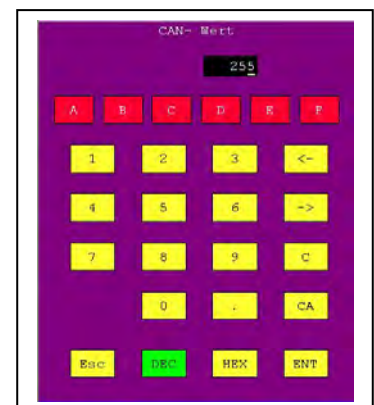 CAN- Wert
255
A B C D E F
1 2 3 <-
4 5 6 ->
7 8 9 C
0 . CA
Esc DEC HEX ENT